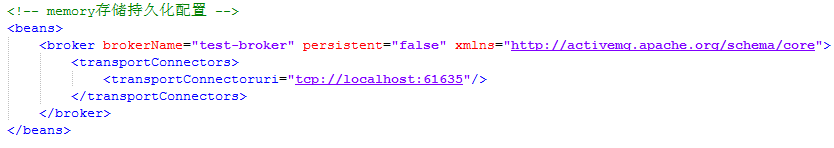 <!-- memory存储持久化配置 -->
<beans>
<broker brokerName="test-broker" persistent="false" xmlns="http://activemq.apache.org/schema/core">
<transportConnectors>
<transportConnectoruri="tcp://localhost:61635"/>
</transportConnectors>
</broker>
</beans>